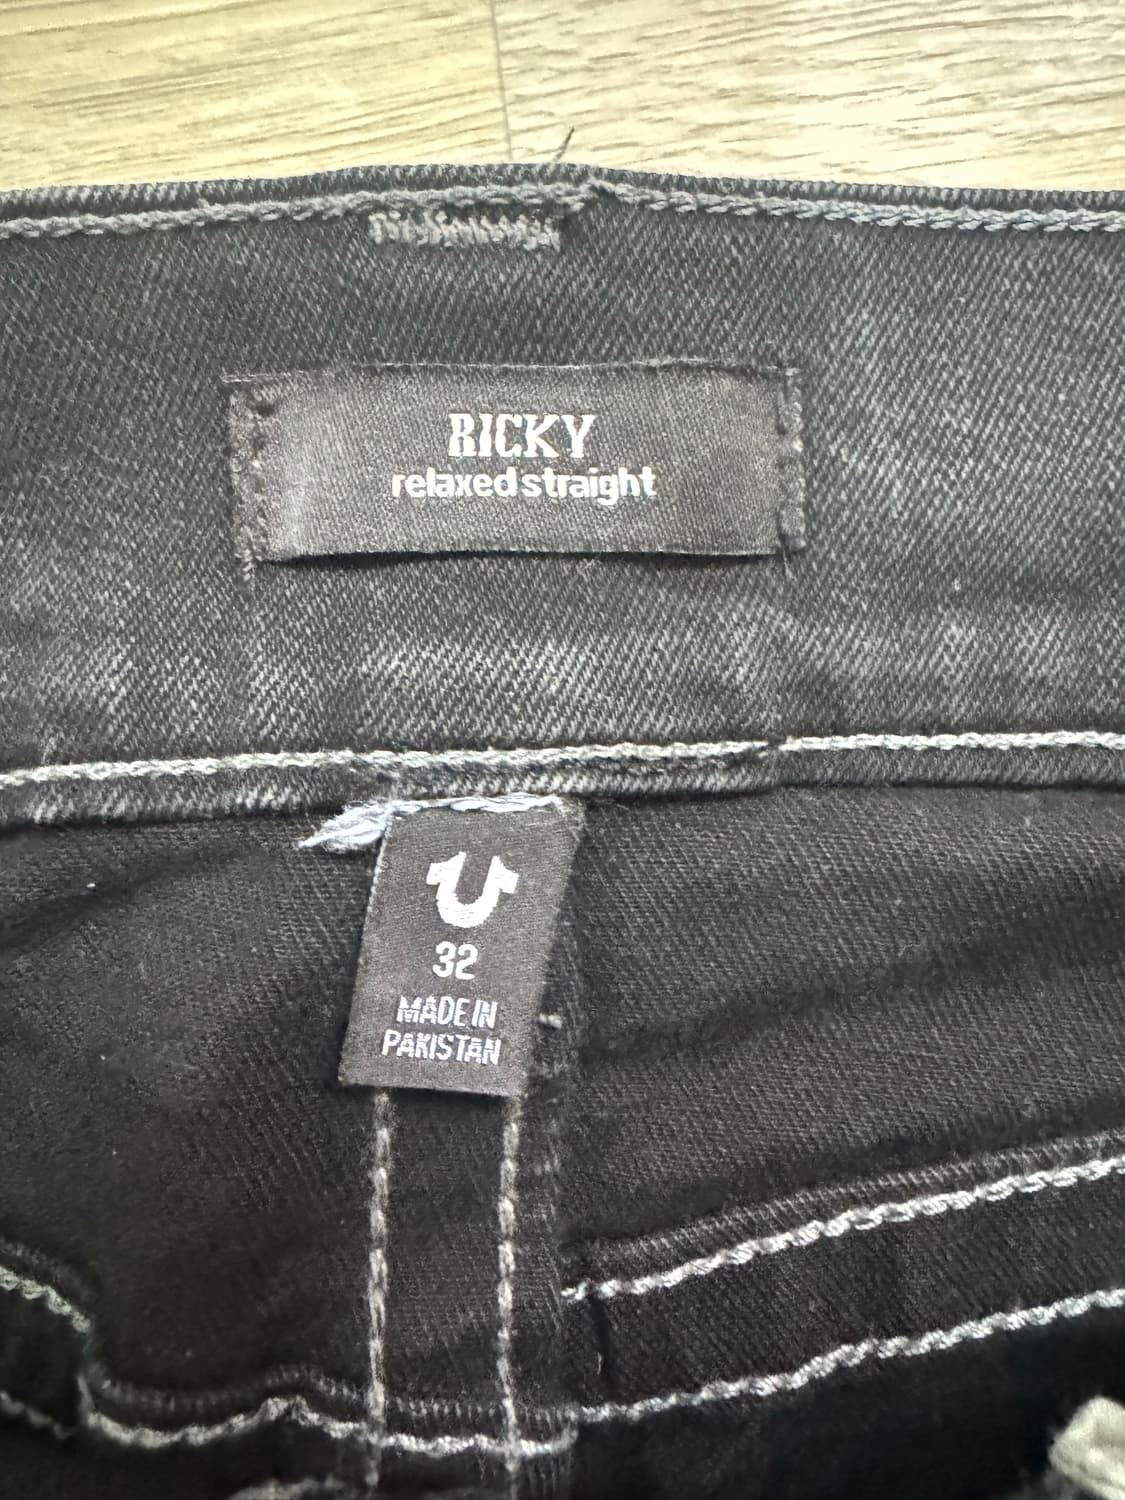 RICKY
relaxed straight
32
MADE IN
PAKISTAN